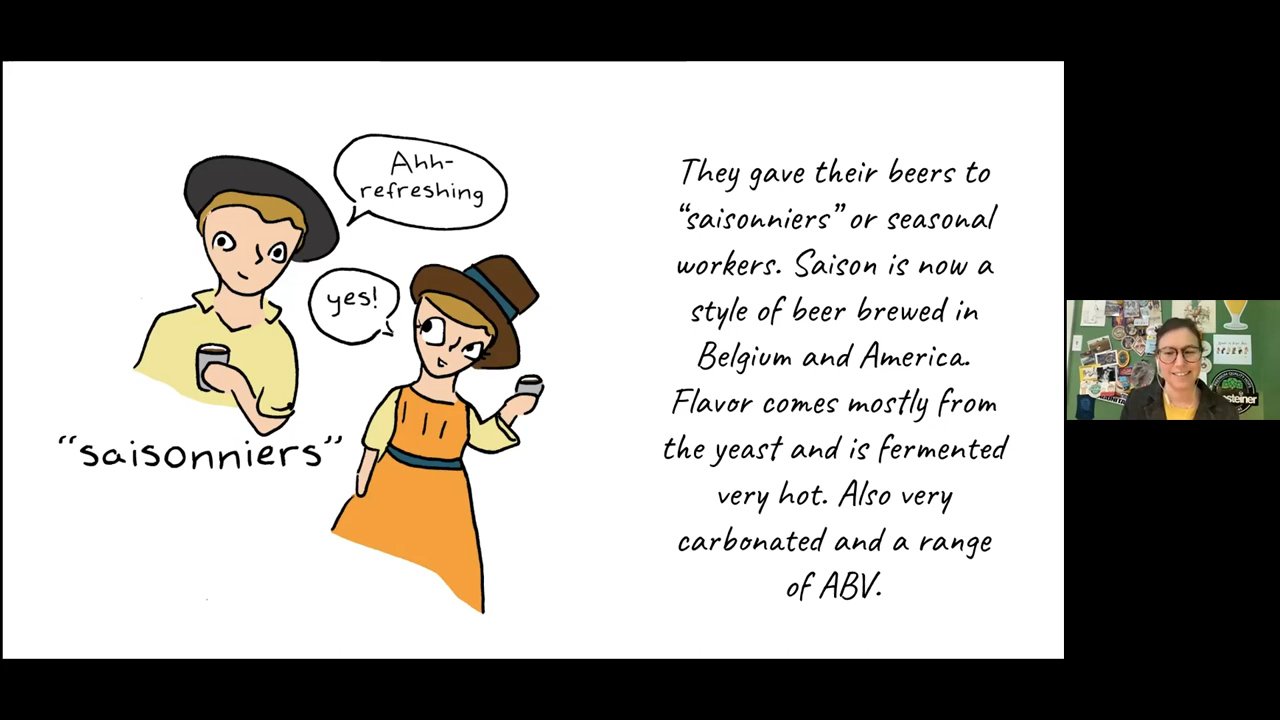 Ahh-
refreshing
yes!
"saisonniers"
They gave their beers to
"saisonniers" or seasonal
workers. Saison is now a
style of beer brewed in
Belgium and America.
Flavor comes mostly from
the yeast and is fermented
very hot. Also very
carbonated and a range
of ABV.